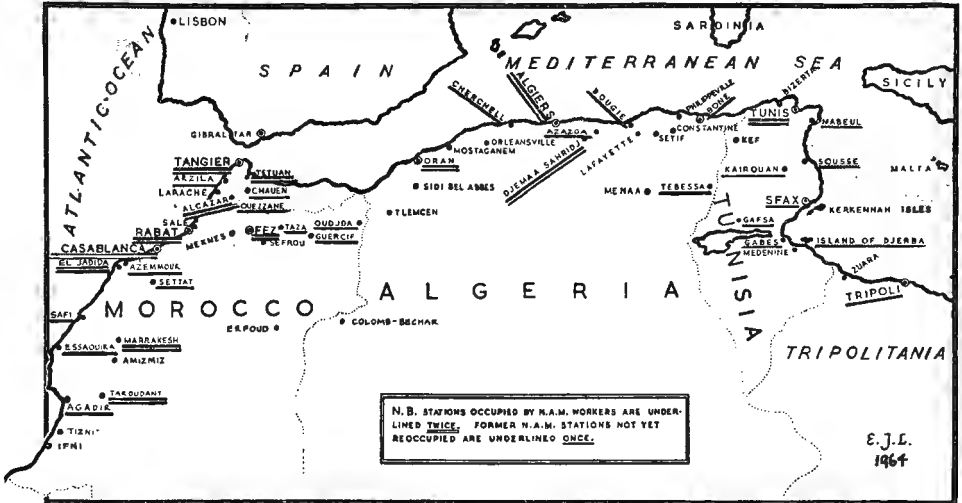 LISBON
ATLANTIC OCEAN
SPAIN
SARDINIA
MEDITERRANEAN SEA
SICILY
MALTA
GIBRALTAR
CHERCHELL
ALGIERS
BOUGIE
PHILIPPEVILLE
BONE
BIZERTA
TUNIS
NABEUL
AZAZGA
ORLEANSVILLE
MOSTAGANEM
DJEMAA SAHRIDJ
LAFAYETTE
SETIF
CONSTANTINE
KEF
ORAN
SIDI BEL ABBES
TLEMCEN
MENAA
TEBESSA
KAIROUAN
SOUSSE
SFAX
KERKENNAH ISLES
GAFSA
GABES
MEDENINE
ISLAND OF DJERBA
ZUARA
TRIPOLI
TUNISIA
TRIPOLITANIA
TANGIER
TETUAN
ARZILA
CHAUEN
LARACHE
ALCAZAR
OUEZZANE
SALE
RABAT
MEKNES
FEZ
TAZA
OUDJDA
SEFROU
GUERCIF
CASABLANCA
EL JADIDA
AZEMMOUR
SETTAT
MOROCCO
ALGERIA
SAFI
ERFOUD
COLOMB-BECHAR
ESSAOUIRA
MARRAKESH
AMIZMIZ
TAROUDANT
AGADIR
TIZNIT
IFNI
N.B. STATIONS OCCUPIED BY N.A.M. WORKERS ARE UNDER-
LINED TWICE. FORMER N.A.M. STATIONS NOT YET
REOCCUPIED ARE UNDERLINED ONCE.
E.J.L.
1964